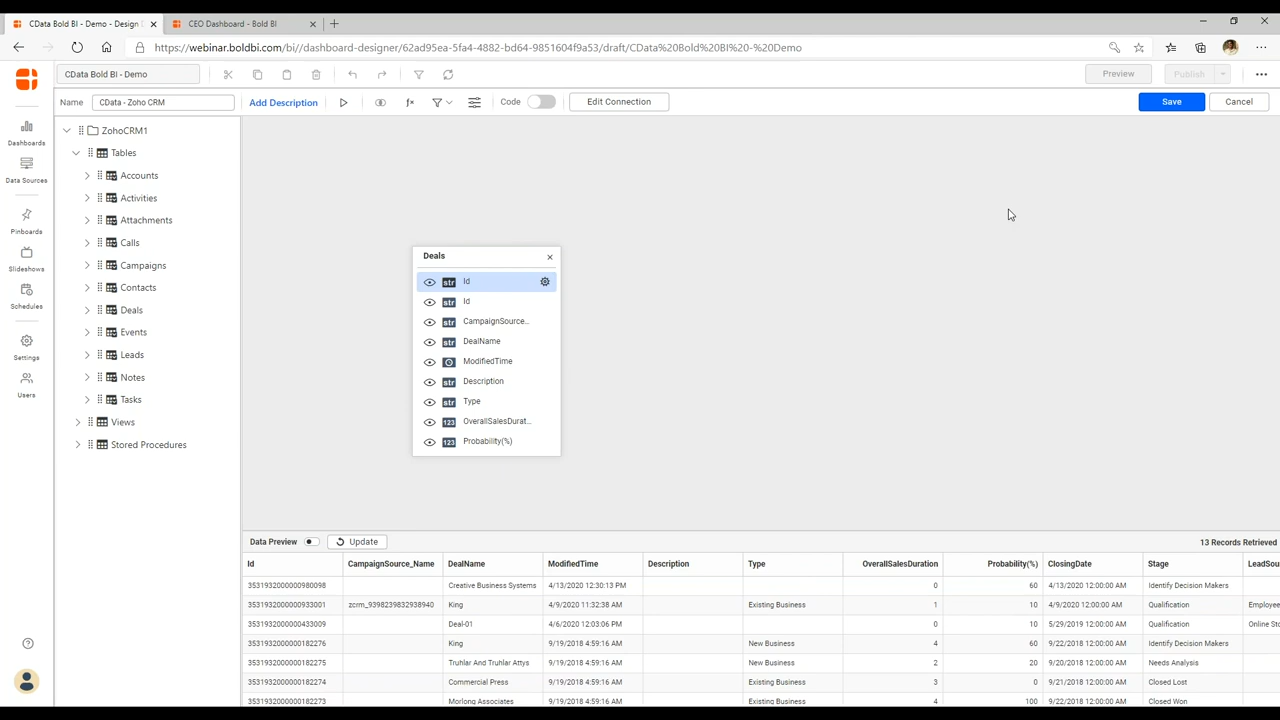 CData Bold BI - Demo - Design
CEO Dashboard - Bold BI
https://webinar.boldbi.com/bi//dashboard-designer/62ad95ea-5fa4-4882-bd64-9851604f9a53/draft/CData%20Bold%20BI%20-%20Demo
CData Bold BI - Demo
Preview
Publish
Name
CData - Zoho CRM
Add Description
Code
Edit Connection
Save
Cancel
Dashboards
Data Sources
Pinboards
Slideshows
Schedules
Settings
Users
ZohoCRM1
Tables
Accounts
Activities
Attachments
Calls
Campaigns
Contacts
Deals
Events
Leads
Notes
Tasks
Views
Stored Procedures
Deals
str Id
str Id
str CampaignSource...
str DealName
ModifiedTime
str Description
str Type
123 OverallSalesDurat...
123 Probability(%)
Data Preview
Update
13 Records Retrieved
Id CampaignSource_Name DealName ModifiedTime Description Type OverallSalesDuration Probability(%) ClosingDate Stage LeadSou
3531932000000980098 Creative Business Systems 4/13/2020 12:30:13 PM 0 60 4/13/2020 12:00:00 AM Identify Decision Makers
3531932000000933001 zcrm_9398239832938940 King 4/9/2020 11:32:38 AM Existing Business 1 10 4/9/2020 12:00:00 AM Qualification Employee
3531932000000433009 Deal-01 4/6/2020 12:03:06 PM 0 10 5/29/2019 12:00:00 AM Qualification Online Sto
3531932000000182276 King 9/19/2018 4:59:16 AM New Business 4 60 9/22/2018 12:00:00 AM Identify Decision Makers
3531932000000182275 Truhlar And Truhlar Attys 9/19/2018 4:59:16 AM New Business 2 20 9/20/2018 12:00:00 AM Needs Analysis
3531932000000182274 Commercial Press 9/19/2018 4:59:16 AM Existing Business 3 0 9/21/2018 12:00:00 AM Closed Lost
3531932000000182273 Morlong Associates 9/19/2018 4:59:16 AM Existing Business 4 100 9/22/2018 12:00:00 AM Closed Won